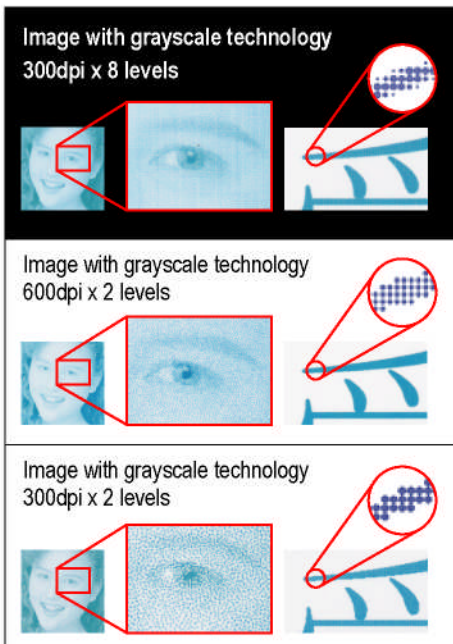 Image with grayscale technology
300dpi x 8 levels
Image with grayscale technology
600dpi x 2 levels
Image with grayscale technology
300dpi x 2 levels